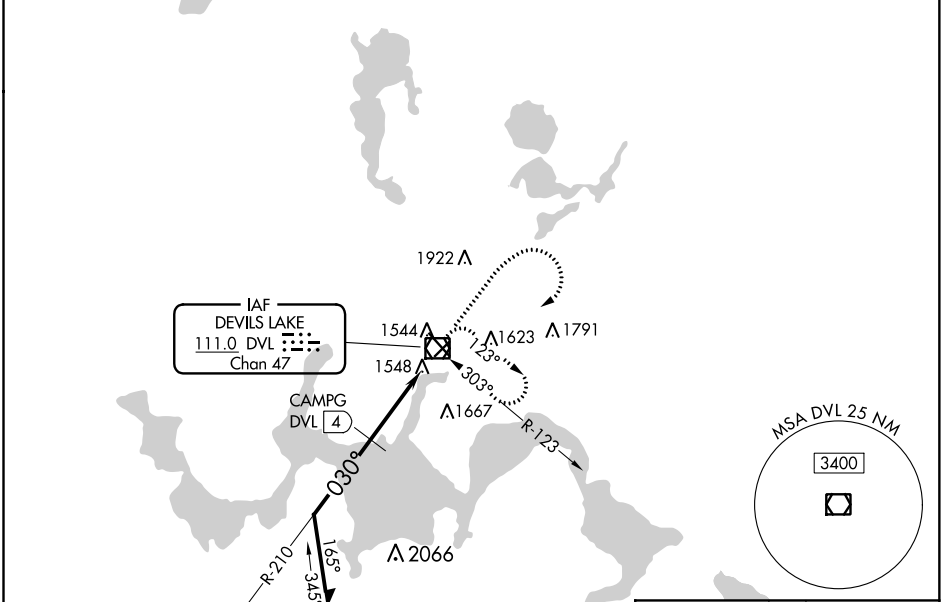 1922
IAF
DEVILS LAKE
111.0 DVL
Chan 47
1544
1623
1791
123°
1548
303°
CAMPG
DVL 4
1667
R-123
MSA DVL 25 NM
3400
030°
2066
R-210
165°
345°